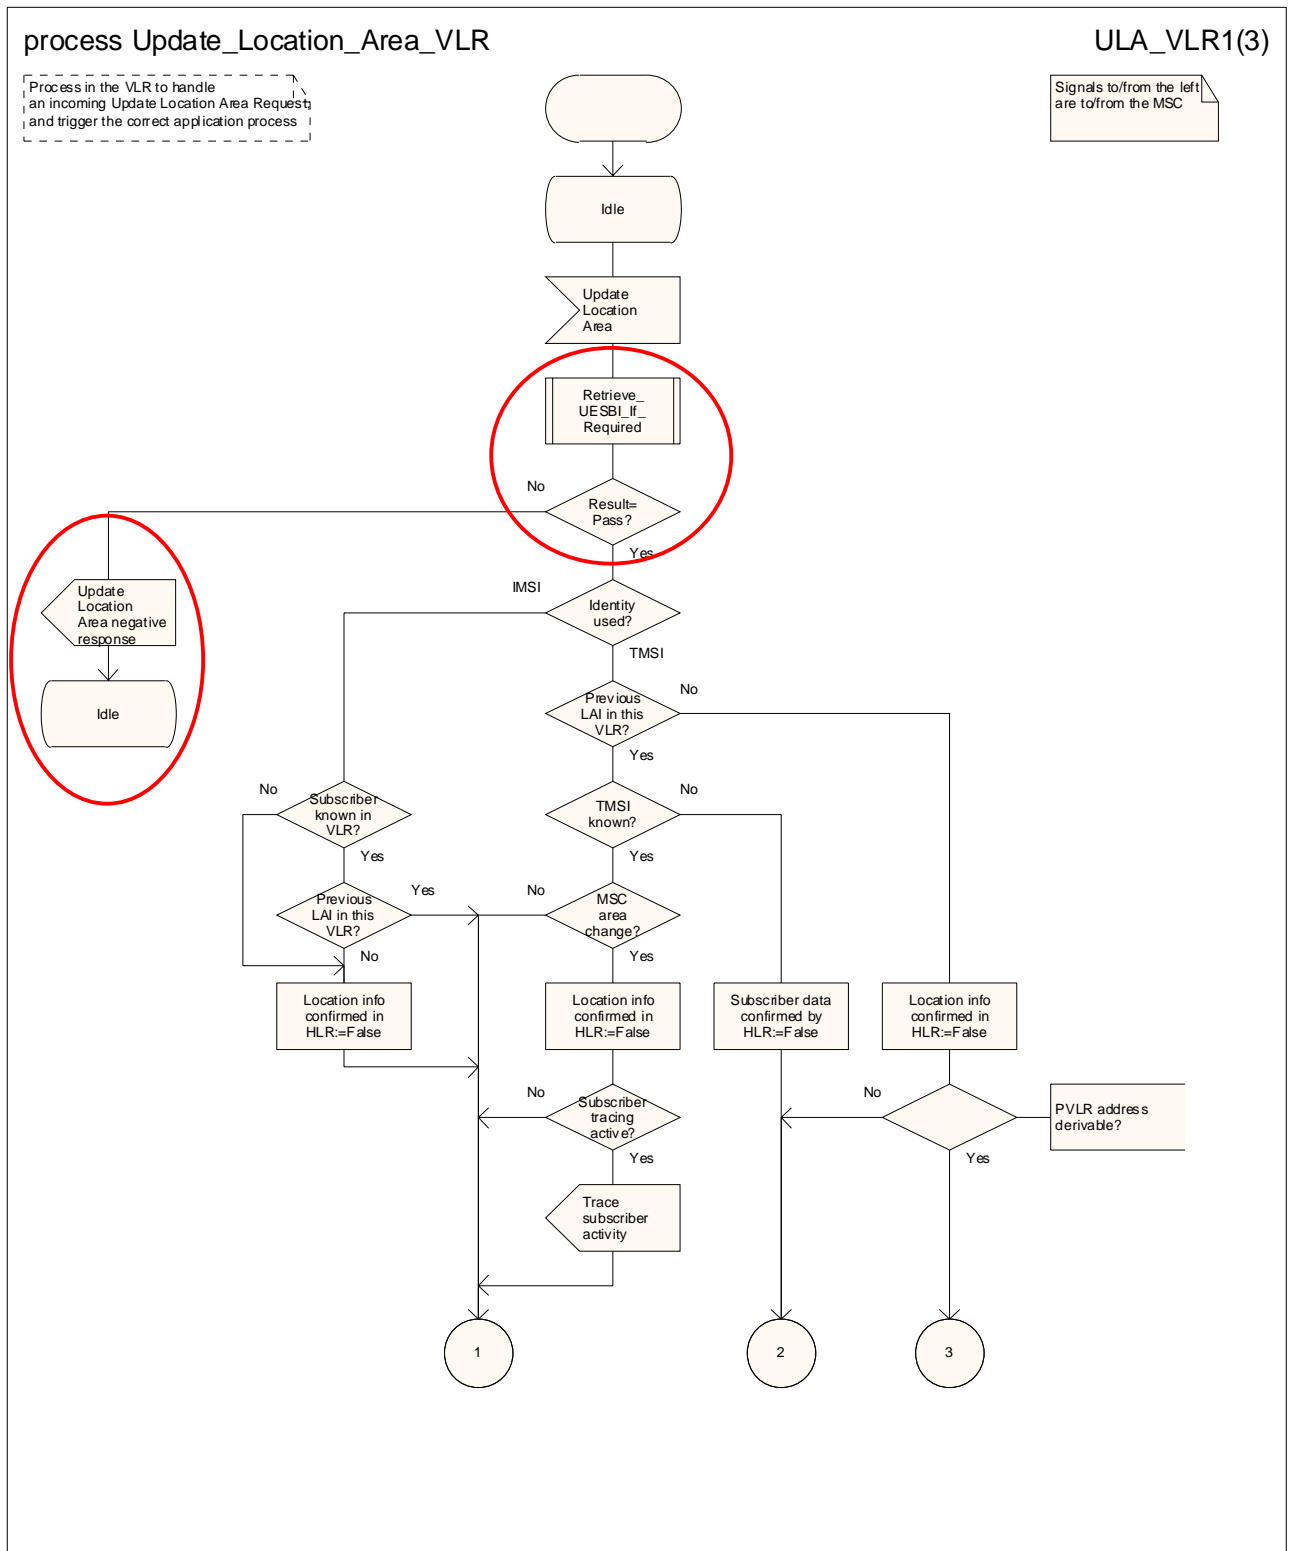 process Update_Location_Area_VLR
ULA_VLR1(3)
Process in the VLR to handle
an incoming Update Location Area Request
and trigger the correct application process
Signals to/from the left
are to/from the MSC
Idle
Update
Location
Area
Retrieve_
UESBI_If_
Required
No
Result=
Pass?
Yes
Update
Location
Area negative
response
Idle
IMSI
Identity
used?
TMSI
Previous
LAI in this
VLR?
No
Yes
No
Subscriber
known in
VLR?
Yes
TMSI
known?
No
Yes
Previous
LAI in this
VLR?
Yes
No
No
MSC
area
change?
Yes
Location info
confirmed in
HLR:=False
Location info
confirmed in
HLR:=False
Subscriber data
confirmed by
HLR:=False
Location info
confirmed in
HLR:=False
No
Subscriber
tracing
active?
Yes
No
PVLR address
derivable?
Yes
Trace
subscriber
activity
1
2
3